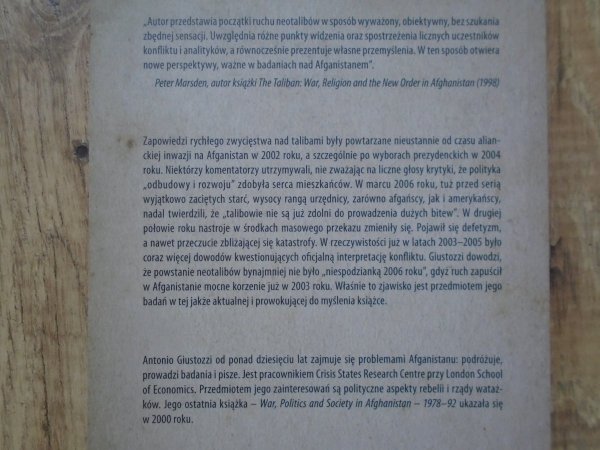 „Autor przedstawia początki ruchu neotalibów w sposób wyważony, obiektywny, bez szukania
zbędnej sensacji. Uwzględnia różne punkty widzenia oraz spostrzeżenia licznych uczestników
konfliktu i analityków, a równocześnie prezentuje własne przemyślenia. W ten sposób otwiera
nowe perspektywy, ważne w badaniach nad Afganistanem”.
Peter Marsden, autor książki The Taliban: War, Religion and the New Order in Afghanistan (1998)
Zapowiedzi rychłego zwycięstwa nad talibami były powtarzane nieustannie od czasu alian-
ckiej inwazji na Afganistan w 2002 roku, a szczególnie po wyborach prezydenckich w 2004
roku. Niektórzy komentatorzy utrzymywali, nie zważając na liczne głosy krytyki, że polityka
„odbudowy i rozwoju” zdobyła serca mieszkańców. W marcu 2006 roku, tuż przed serią
wyjątkowo zaciętych starć, wysocy rangą urzędnicy, zarówno afgańscy, jak i amerykańscy,
nadal twierdzili, że „talibowie nie są już zdolni do prowadzenia dużych bitew”. W drugiej
połowie roku nastroje w środkach masowego przekazu zmieniły się. Pojawił się defetyzm,
a nawet przeczucie zbliżającej się katastrofy. W rzeczywistości już w latach 2003–2005 było
coraz więcej dowodów kwestionujących oficjalną interpretację konfliktu. Giustozzi dowodzi,
że powstanie neotalibów bynajmniej nie było „niespodzianką 2006 roku”, gdyż ruch zapuścił
w Afganistanie mocne korzenie już w 2003 roku. Właśnie to zjawisko jest przedmiotem jego
badań w tej jakże aktualnej i prowokującej do myślenia książce.
Antonio Giustozzi od ponad dziesięciu lat zajmuje się problemami Afganistanu: podróżuje,
prowadzi badania i pisze. Jest pracownikiem Crisis States Research Centre przy London School
of Economics. Przedmiotem jego zainteresowań są polityczne aspekty rebelii i rządy wataż-
ków. Jego ostatnia książka – War, Politics and Society in Afghanistan – 1978–92 ukazała się
w 2000 roku.